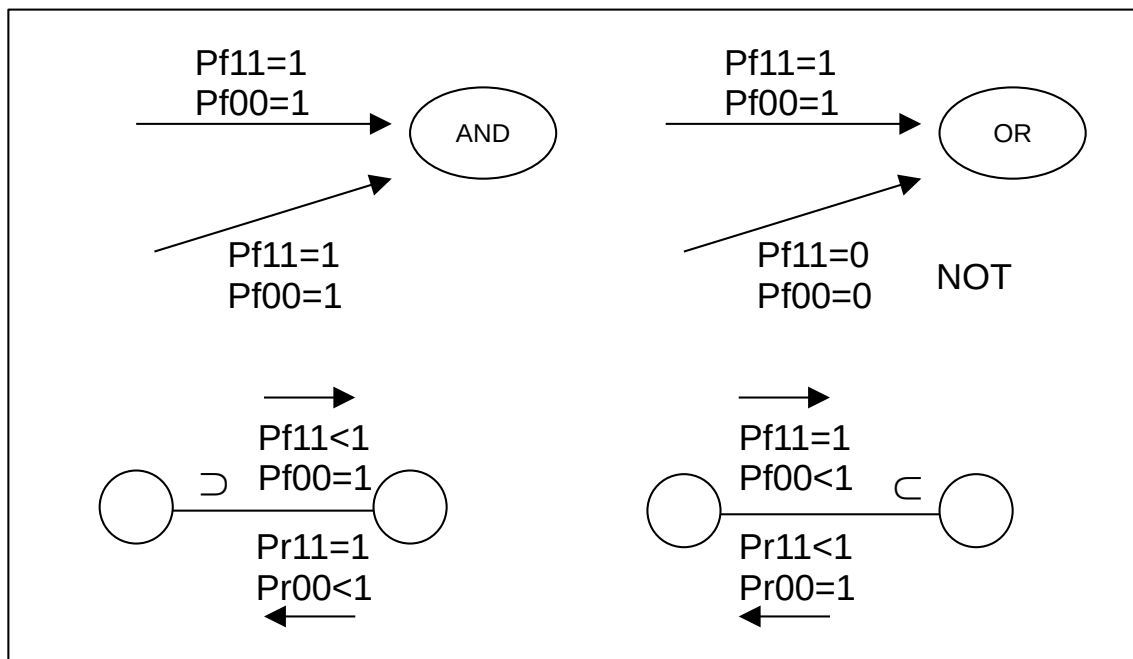 Pf11=1
Pf00=1
AND
Pf11=1
Pf00=1
Pf11=1
Pf00=1
OR
Pf11=0
Pf00=0
NOT
Pf11<1
Pf00=1
⊃
Pr11=1
Pr00<1
Pf11=1
Pf00<1
⊂
Pr11<1
Pr00=1